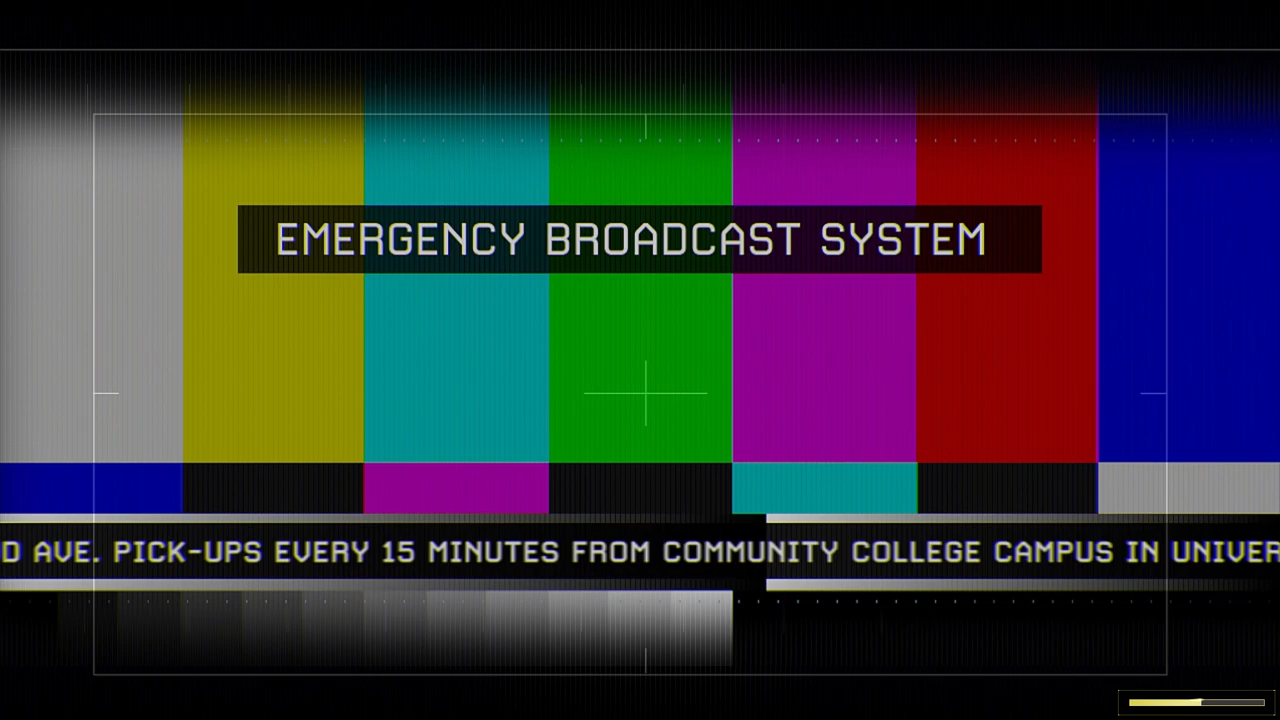 EMERGENCY BROADCAST SYSTEM
D AVE. PICK-UPS EVERY 15 MINUTES FROM COMMUNITY COLLEGE CAMPUS IN UNIVER